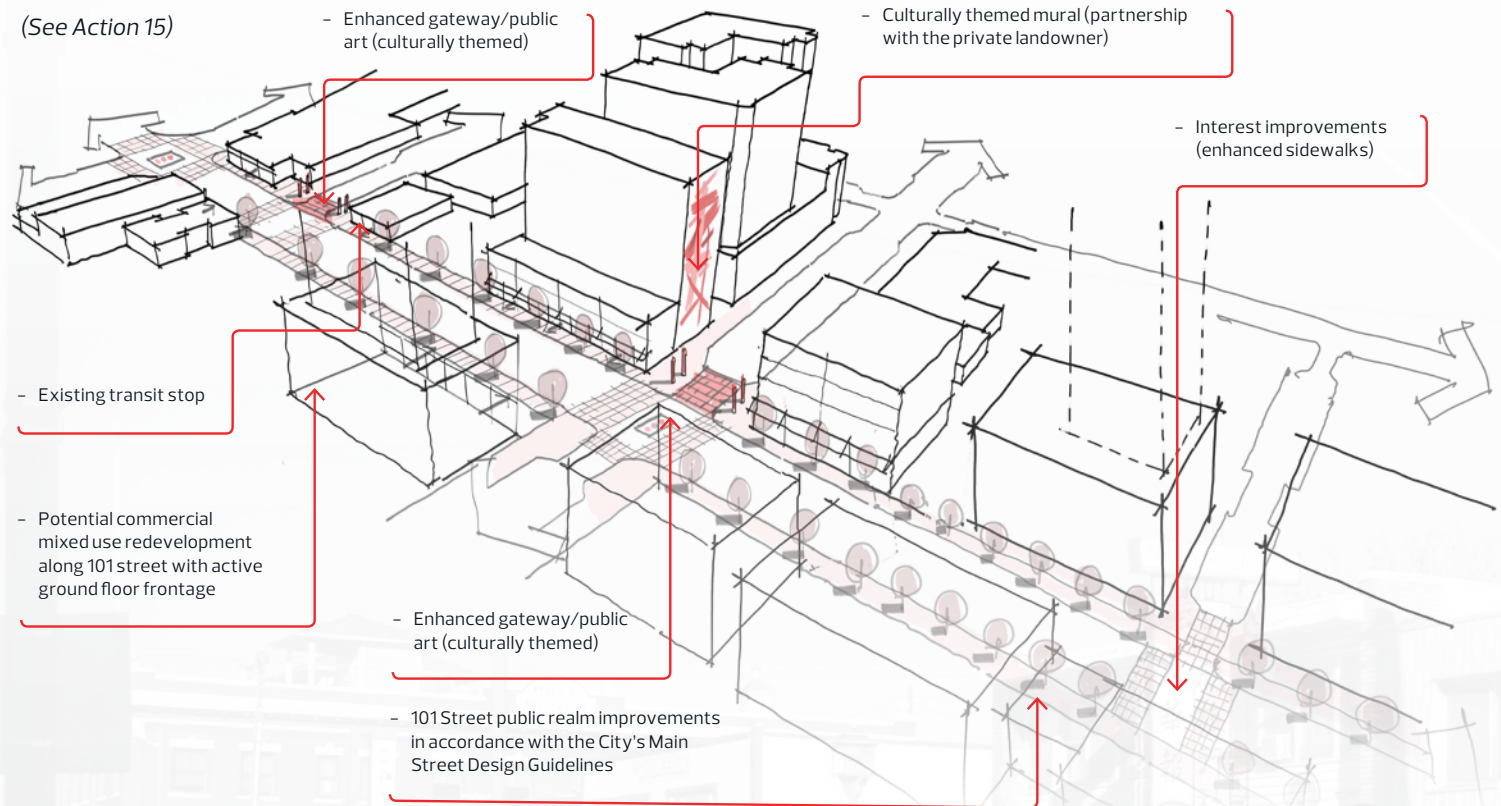 (See Action 15)
- Enhanced gateway/public
art (culturally themed)
- Culturally themed mural (partnership
with the private landowner)
- Interest improvements
(enhanced sidewalks)
- Existing transit stop
- Potential commercial
mixed use redevelopment
along 101 street with active
ground floor frontage
- Enhanced gateway/public
art (culturally themed)
- 101 Street public realm improvements
in accordance with the City's Main
Street Design Guidelines